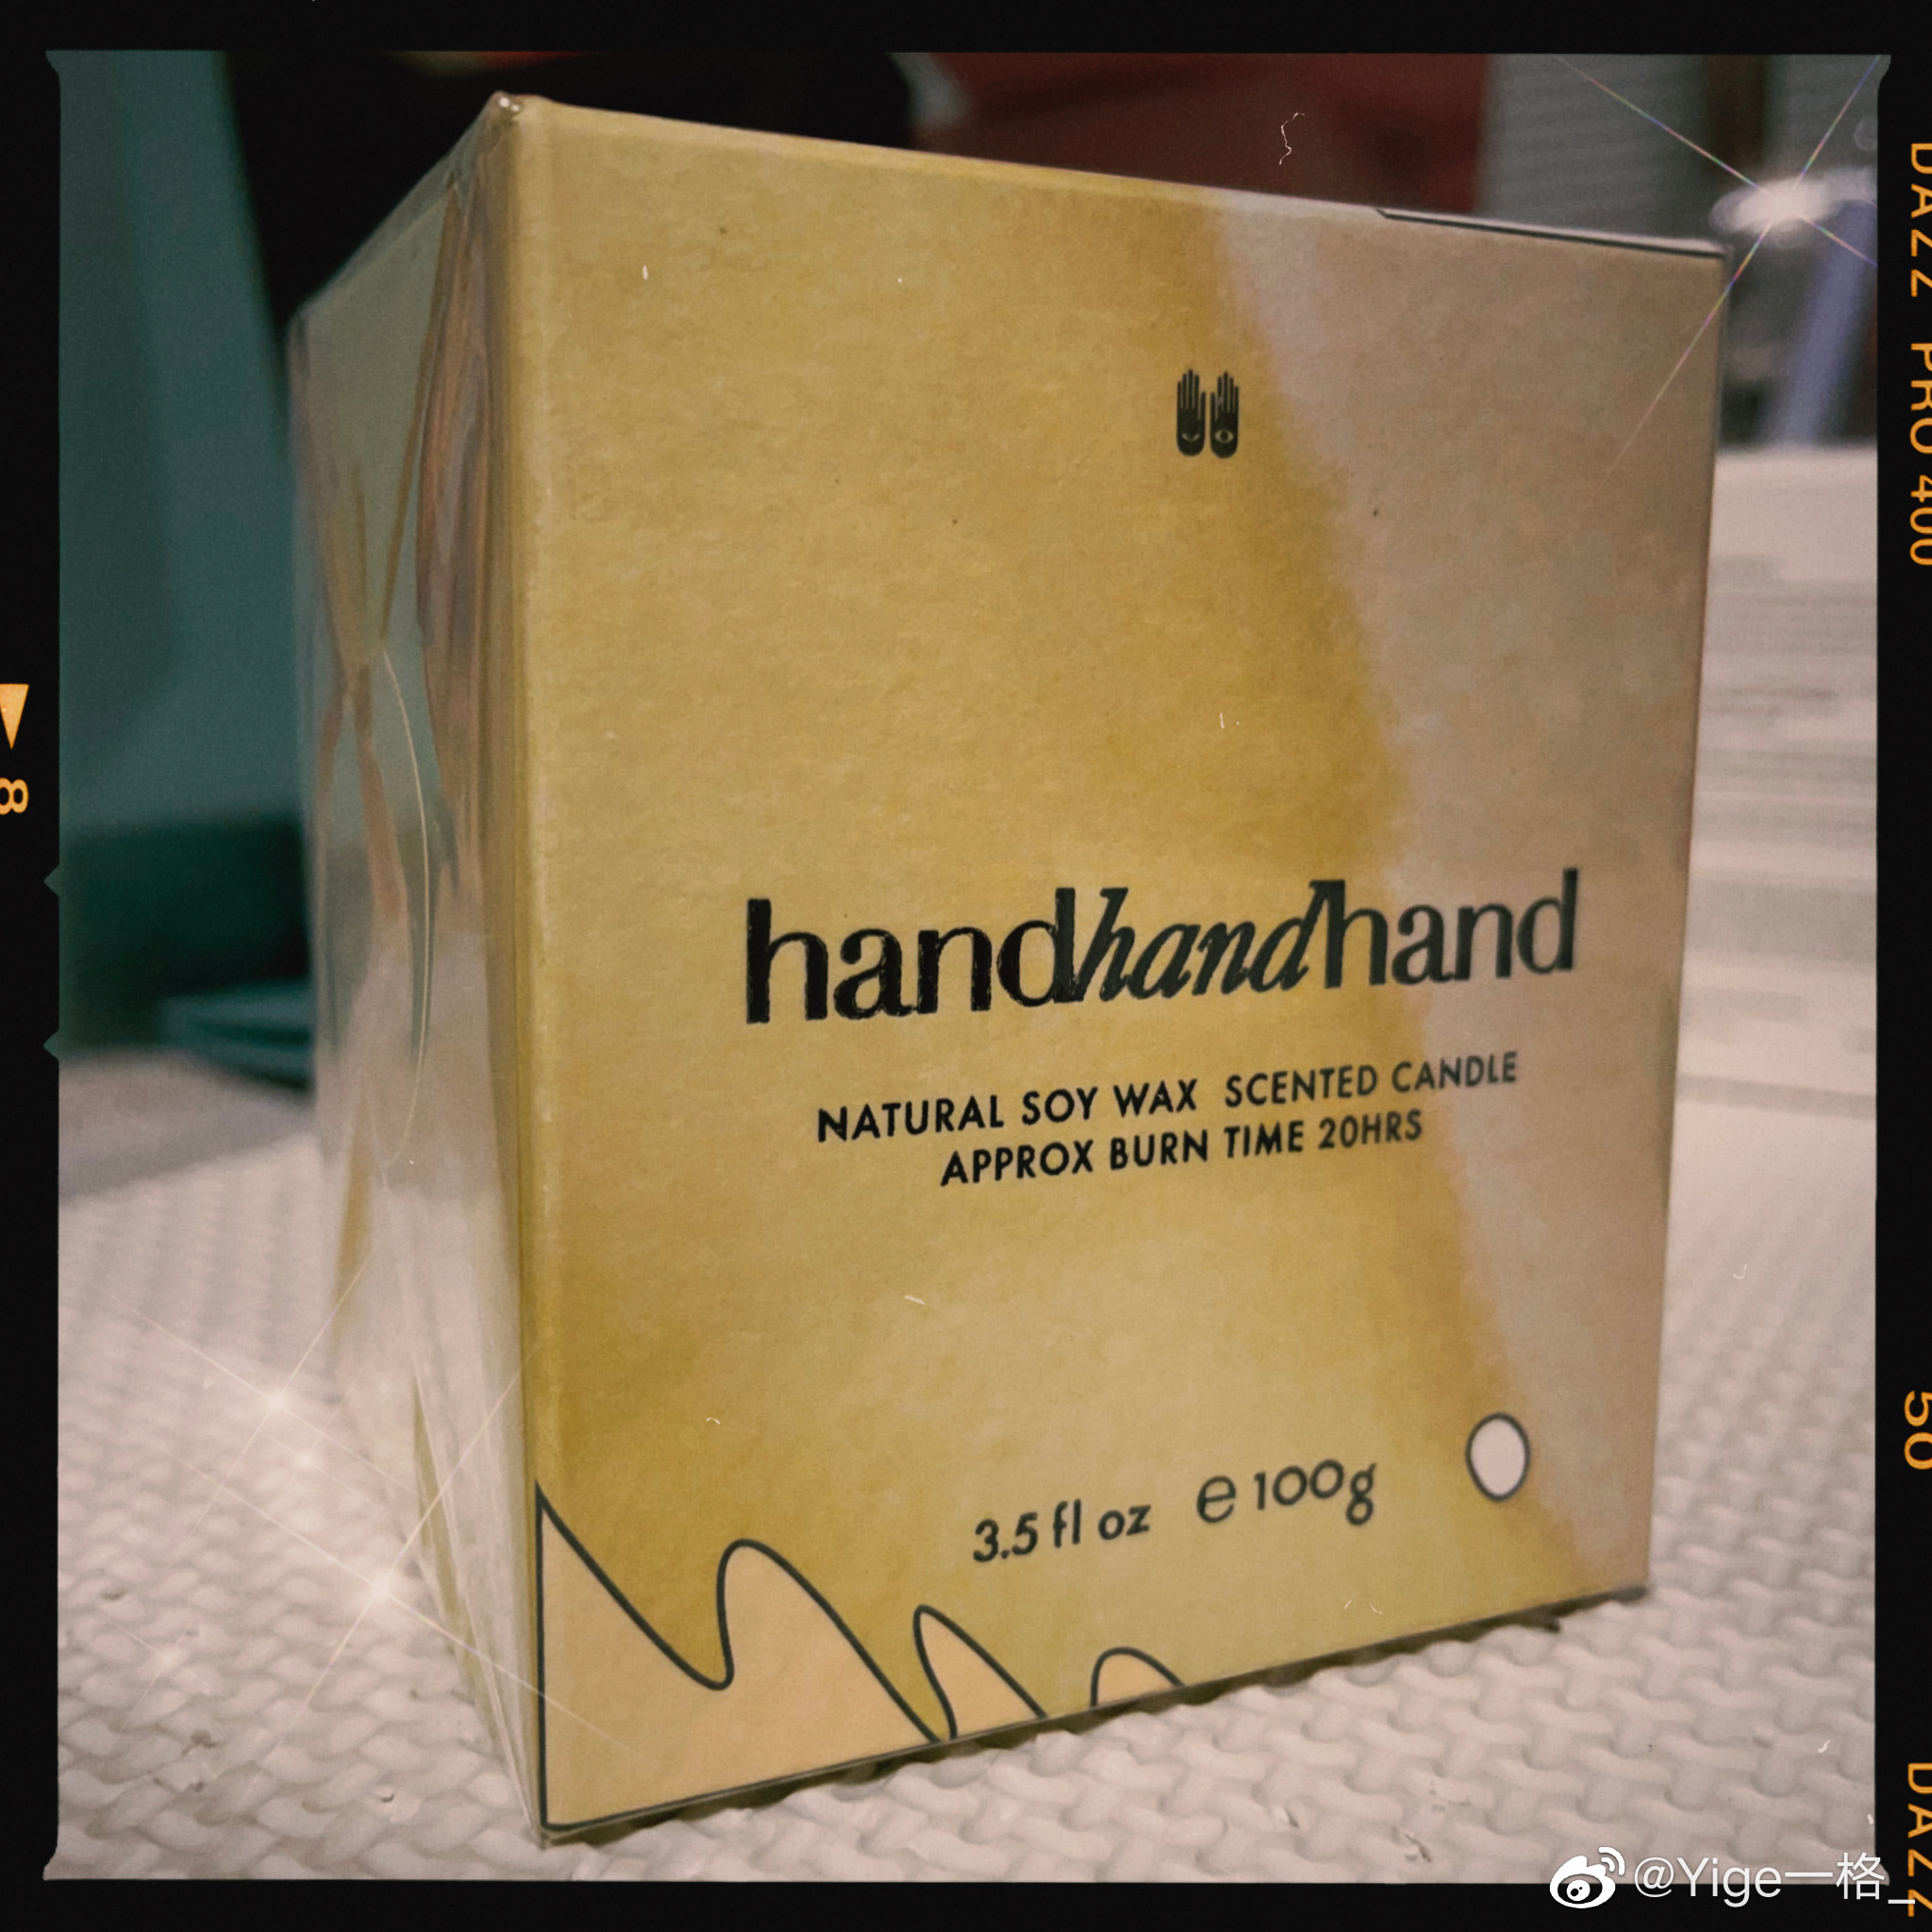 handhandhand
NATURAL SOY WAX SCENTED CANDLE
APPROX BURN TIME 20HRS
3.5 fl oz ℮ 100g
DAZZ PRO 400
50
DAZZ
8
@Yige一格_